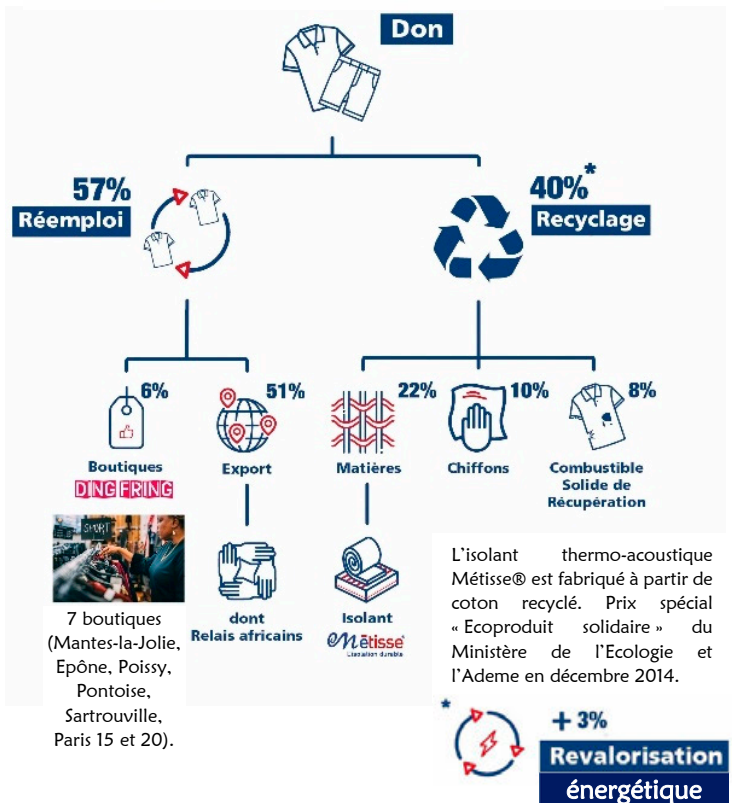 Don
57%
Réemploi
40%*
Recyclage
6%
51%
22%
10%
8%
Boutiques
DING FRING
Export
Matières
Chiffons
Combustible
Solide de
Récupération
SPORT
7 boutiques
(Mantes-la-Jolie,
Epône, Poissy,
Pontoise,
Sartrouville,
Paris 15 et 20).
dont
Relais africains
Isolant
Métisse®
L'isolation durable
L'isolant thermo-acoustique
Métisse® est fabriqué à partir de
coton recyclé. Prix spécial
« Ecoproduit solidaire » du
Ministère de l'Ecologie et
l'Ademe en décembre 2014.
*
+ 3%
Revalorisation
énergétique